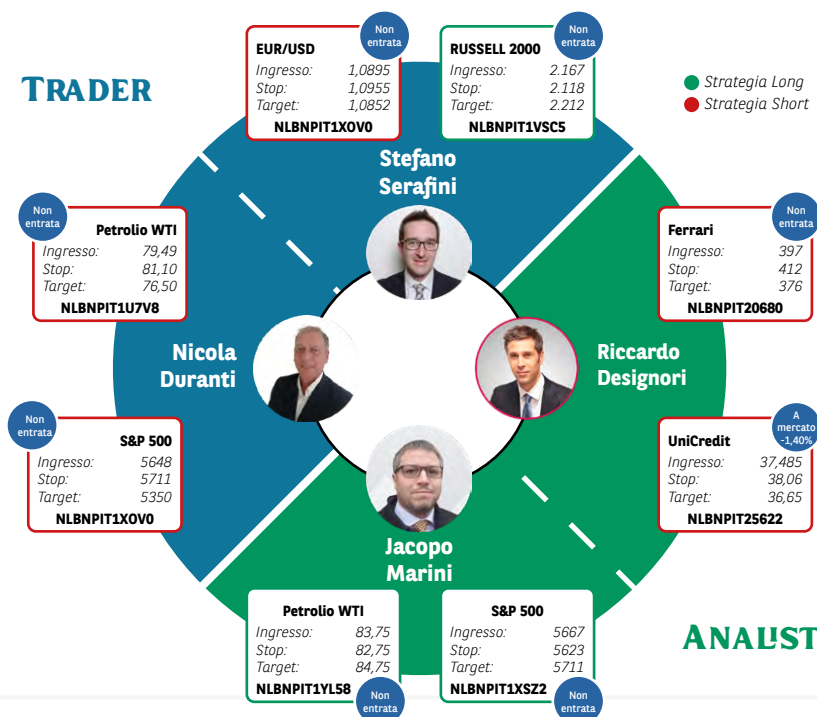 TRADER
Non
entrata
EUR/USD
Ingresso: 1,0895
Stop: 1,0955
Target: 1,0852
NLBNPIT1XOV0
Non
entrata
RUSSELL 2000
Ingresso: 2.167
Stop: 2.118
Target: 2.212
NLBNPIT1VSC5
Strategia Long
Strategia Short
Stefano
Serafini
Non
entrata
Petrolio WTI
Ingresso: 79,49
Stop: 81,10
Target: 76,50
NLBNPIT1U7V8
Non
entrata
Ferrari
Ingresso: 397
Stop: 412
Target: 376
NLBNPIT20680
Nicola
Duranti
Riccardo
Designori
Non
entrata
S&P 500
Ingresso: 5648
Stop: 5711
Target: 5350
NLBNPIT1XOV0
A
mercato
-1,40%
UniCredit
Ingresso: 37,485
Stop: 38,06
Target: 36,65
NLBNPIT25622
Jacopo
Marini
Petrolio WTI
Ingresso: 83,75
Stop: 82,75
Target: 84,75
NLBNPIT1YL58
Non
entrata
S&P 500
Ingresso: 5667
Stop: 5623
Target: 5711
NLBNPIT1XSZ2
Non
entrata
ANALIST